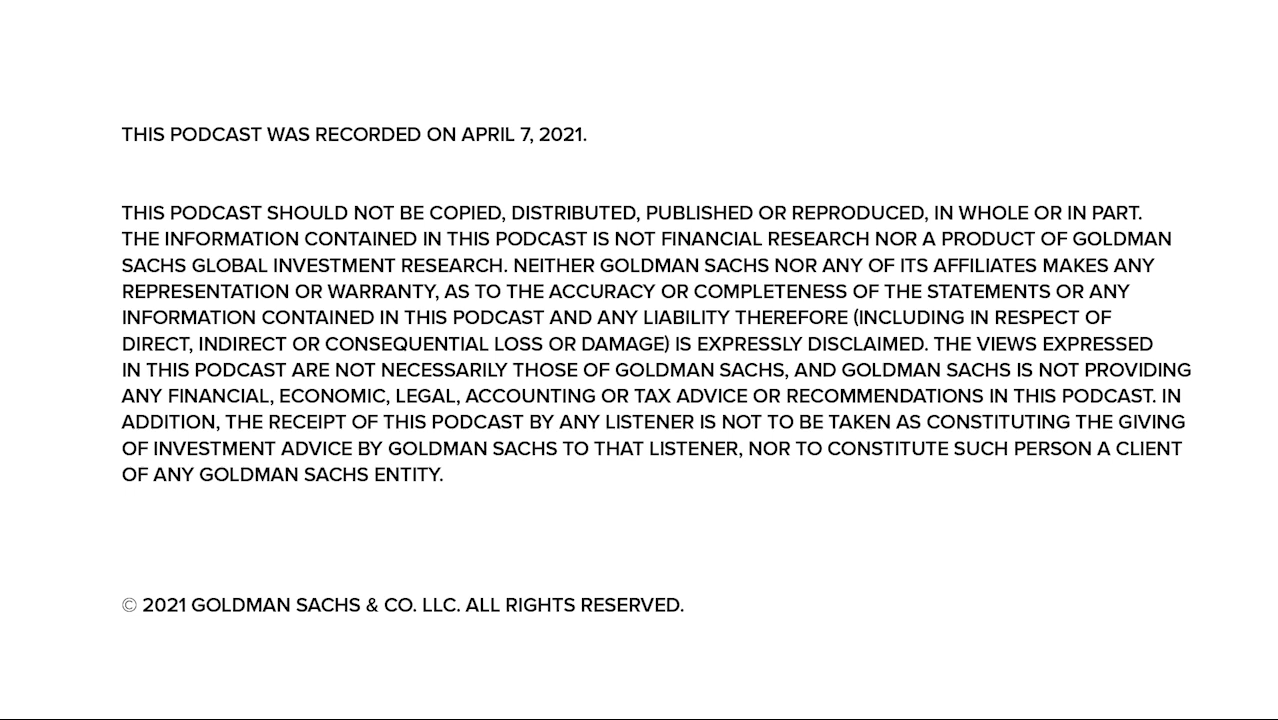 THIS PODCAST WAS RECORDED ON APRIL 7, 2021.
THIS PODCAST SHOULD NOT BE COPIED, DISTRIBUTED, PUBLISHED OR REPRODUCED, IN WHOLE OR IN PART.
THE INFORMATION CONTAINED IN THIS PODCAST IS NOT FINANCIAL RESEARCH NOR A PRODUCT OF GOLDMAN
SACHS GLOBAL INVESTMENT RESEARCH. NEITHER GOLDMAN SACHS NOR ANY OF ITS AFFILIATES MAKES ANY
REPRESENTATION OR WARRANTY, AS TO THE ACCURACY OR COMPLETENESS OF THE STATEMENTS OR ANY
INFORMATION CONTAINED IN THIS PODCAST AND ANY LIABILITY THEREFORE (INCLUDING IN RESPECT OF
DIRECT, INDIRECT OR CONSEQUENTIAL LOSS OR DAMAGE) IS EXPRESSLY DISCLAIMED. THE VIEWS EXPRESSED
IN THIS PODCAST ARE NOT NECESSARILY THOSE OF GOLDMAN SACHS, AND GOLDMAN SACHS IS NOT PROVIDING
ANY FINANCIAL, ECONOMIC, LEGAL, ACCOUNTING OR TAX ADVICE OR RECOMMENDATIONS IN THIS PODCAST. IN
ADDITION, THE RECEIPT OF THIS PODCAST BY ANY LISTENER IS NOT TO BE TAKEN AS CONSTITUTING THE GIVING
OF INVESTMENT ADVICE BY GOLDMAN SACHS TO THAT LISTENER, NOR TO CONSTITUTE SUCH PERSON A CLIENT
OF ANY GOLDMAN SACHS ENTITY.
© 2021 GOLDMAN SACHS & CO. LLC. ALL RIGHTS RESERVED.